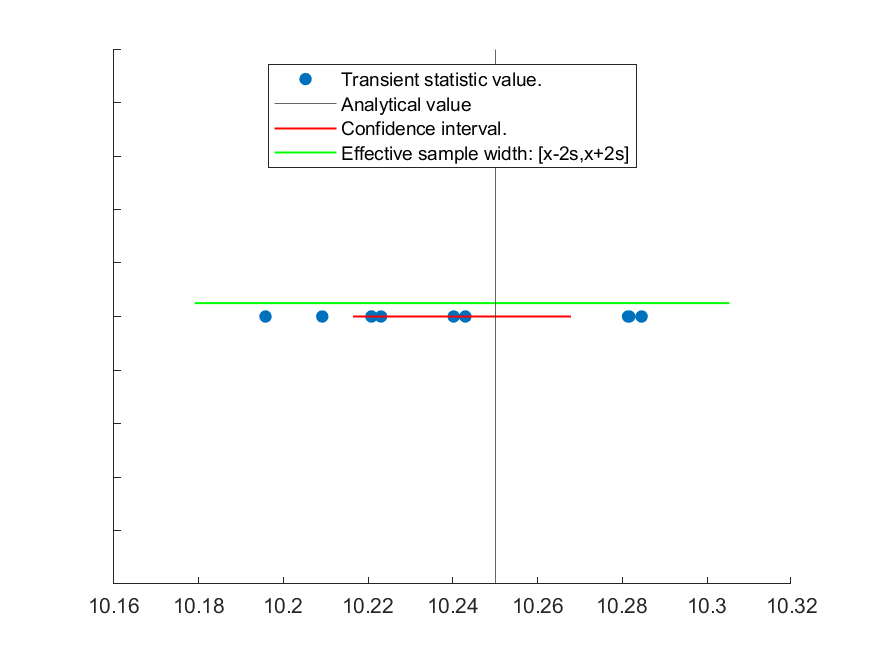 Transient statistic value.
Analytical value
Confidence interval.
Effective sample width: [x-2s,x+2s]
10.16 10.18 10.2 10.22 10.24 10.26 10.28 10.3 10.32